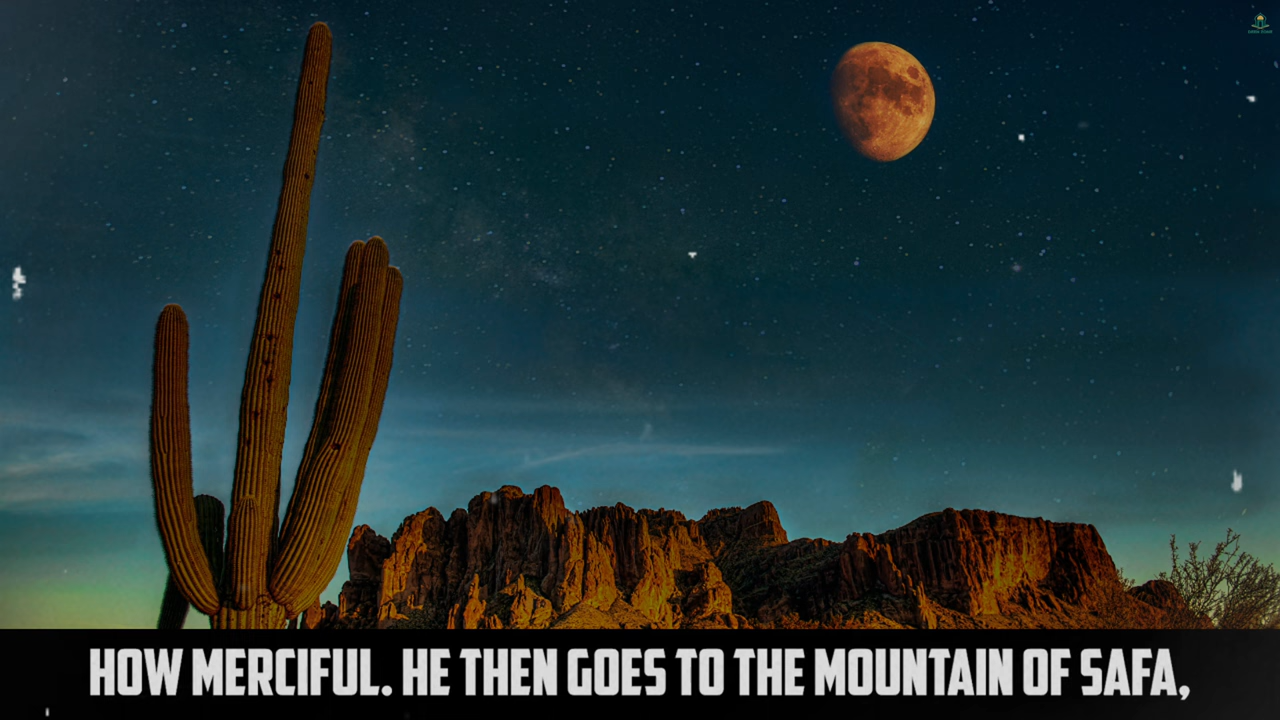 HOW MERCIFUL. HE THEN GOES TO THE MOUNTAIN OF SAFA,